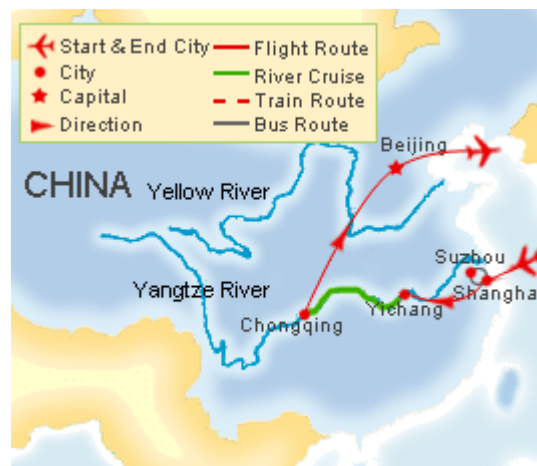 Start & End City
City
Capital
Direction
Flight Route
River Cruise
Train Route
Bus Route
Beijing
CHINA
Yellow River
Suzhou
Yangtze River
Shangha
Yichang
Chongqing